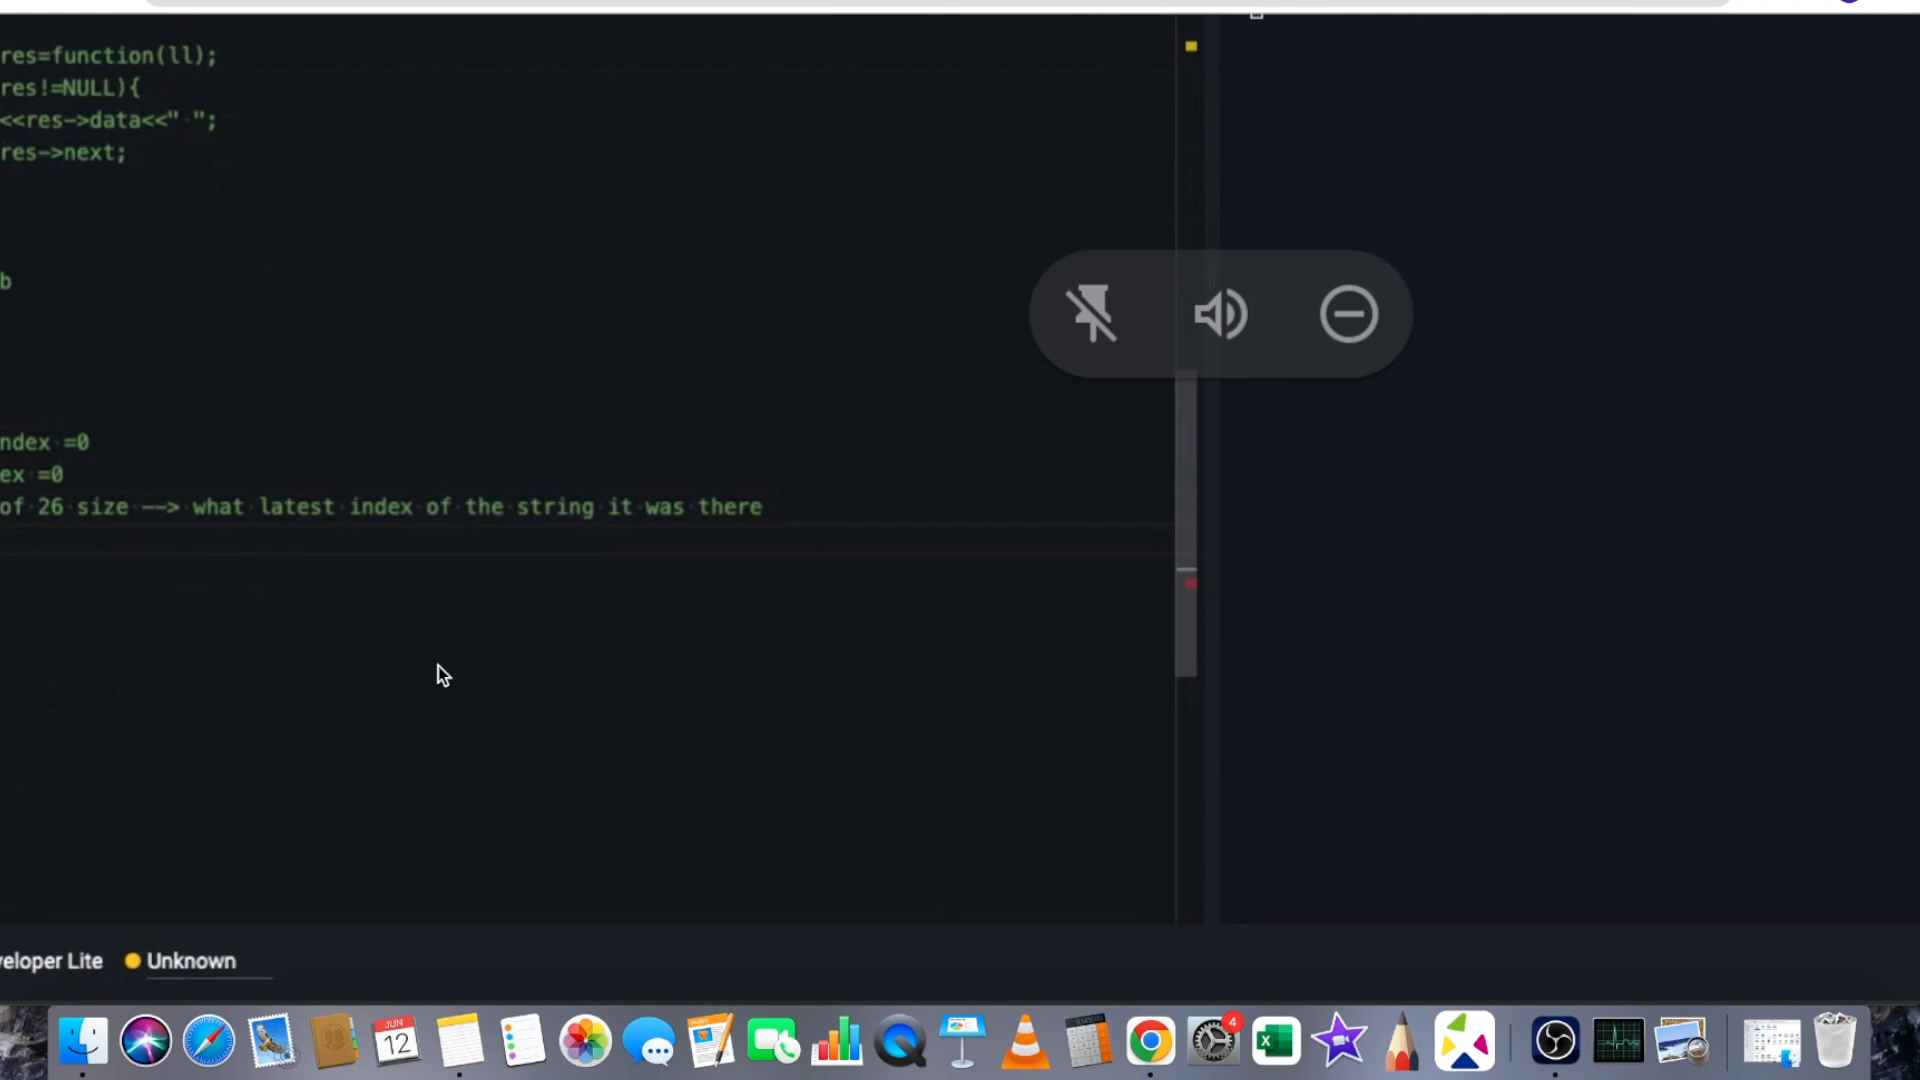 res=function(ll);
res!=NULL){
<<res->data<<" ";
res->next;
b
ndex =0
ex =0
of 26 size --> what latest index of the string it was there
veloper Lite
Unknown
JUN
12
4